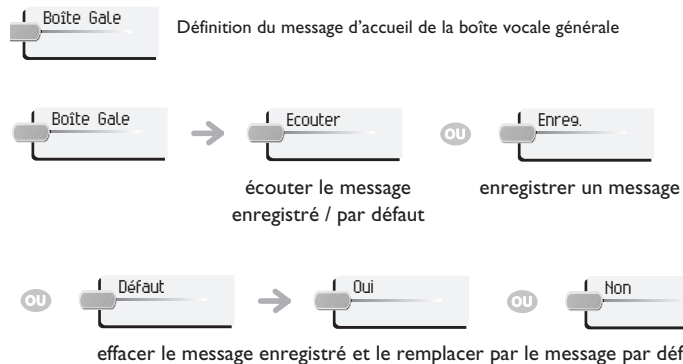 Boîte Gale
Définition du message d'accueil de la boîte vocale générale
Boîte Gale
Ecouter
OU
Enreg.
écouter le message
enregistré / par défaut
enregistrer un message
OU
Défaut
Oui
OU
Non
effacer le message enregistré et le remplacer par le message par